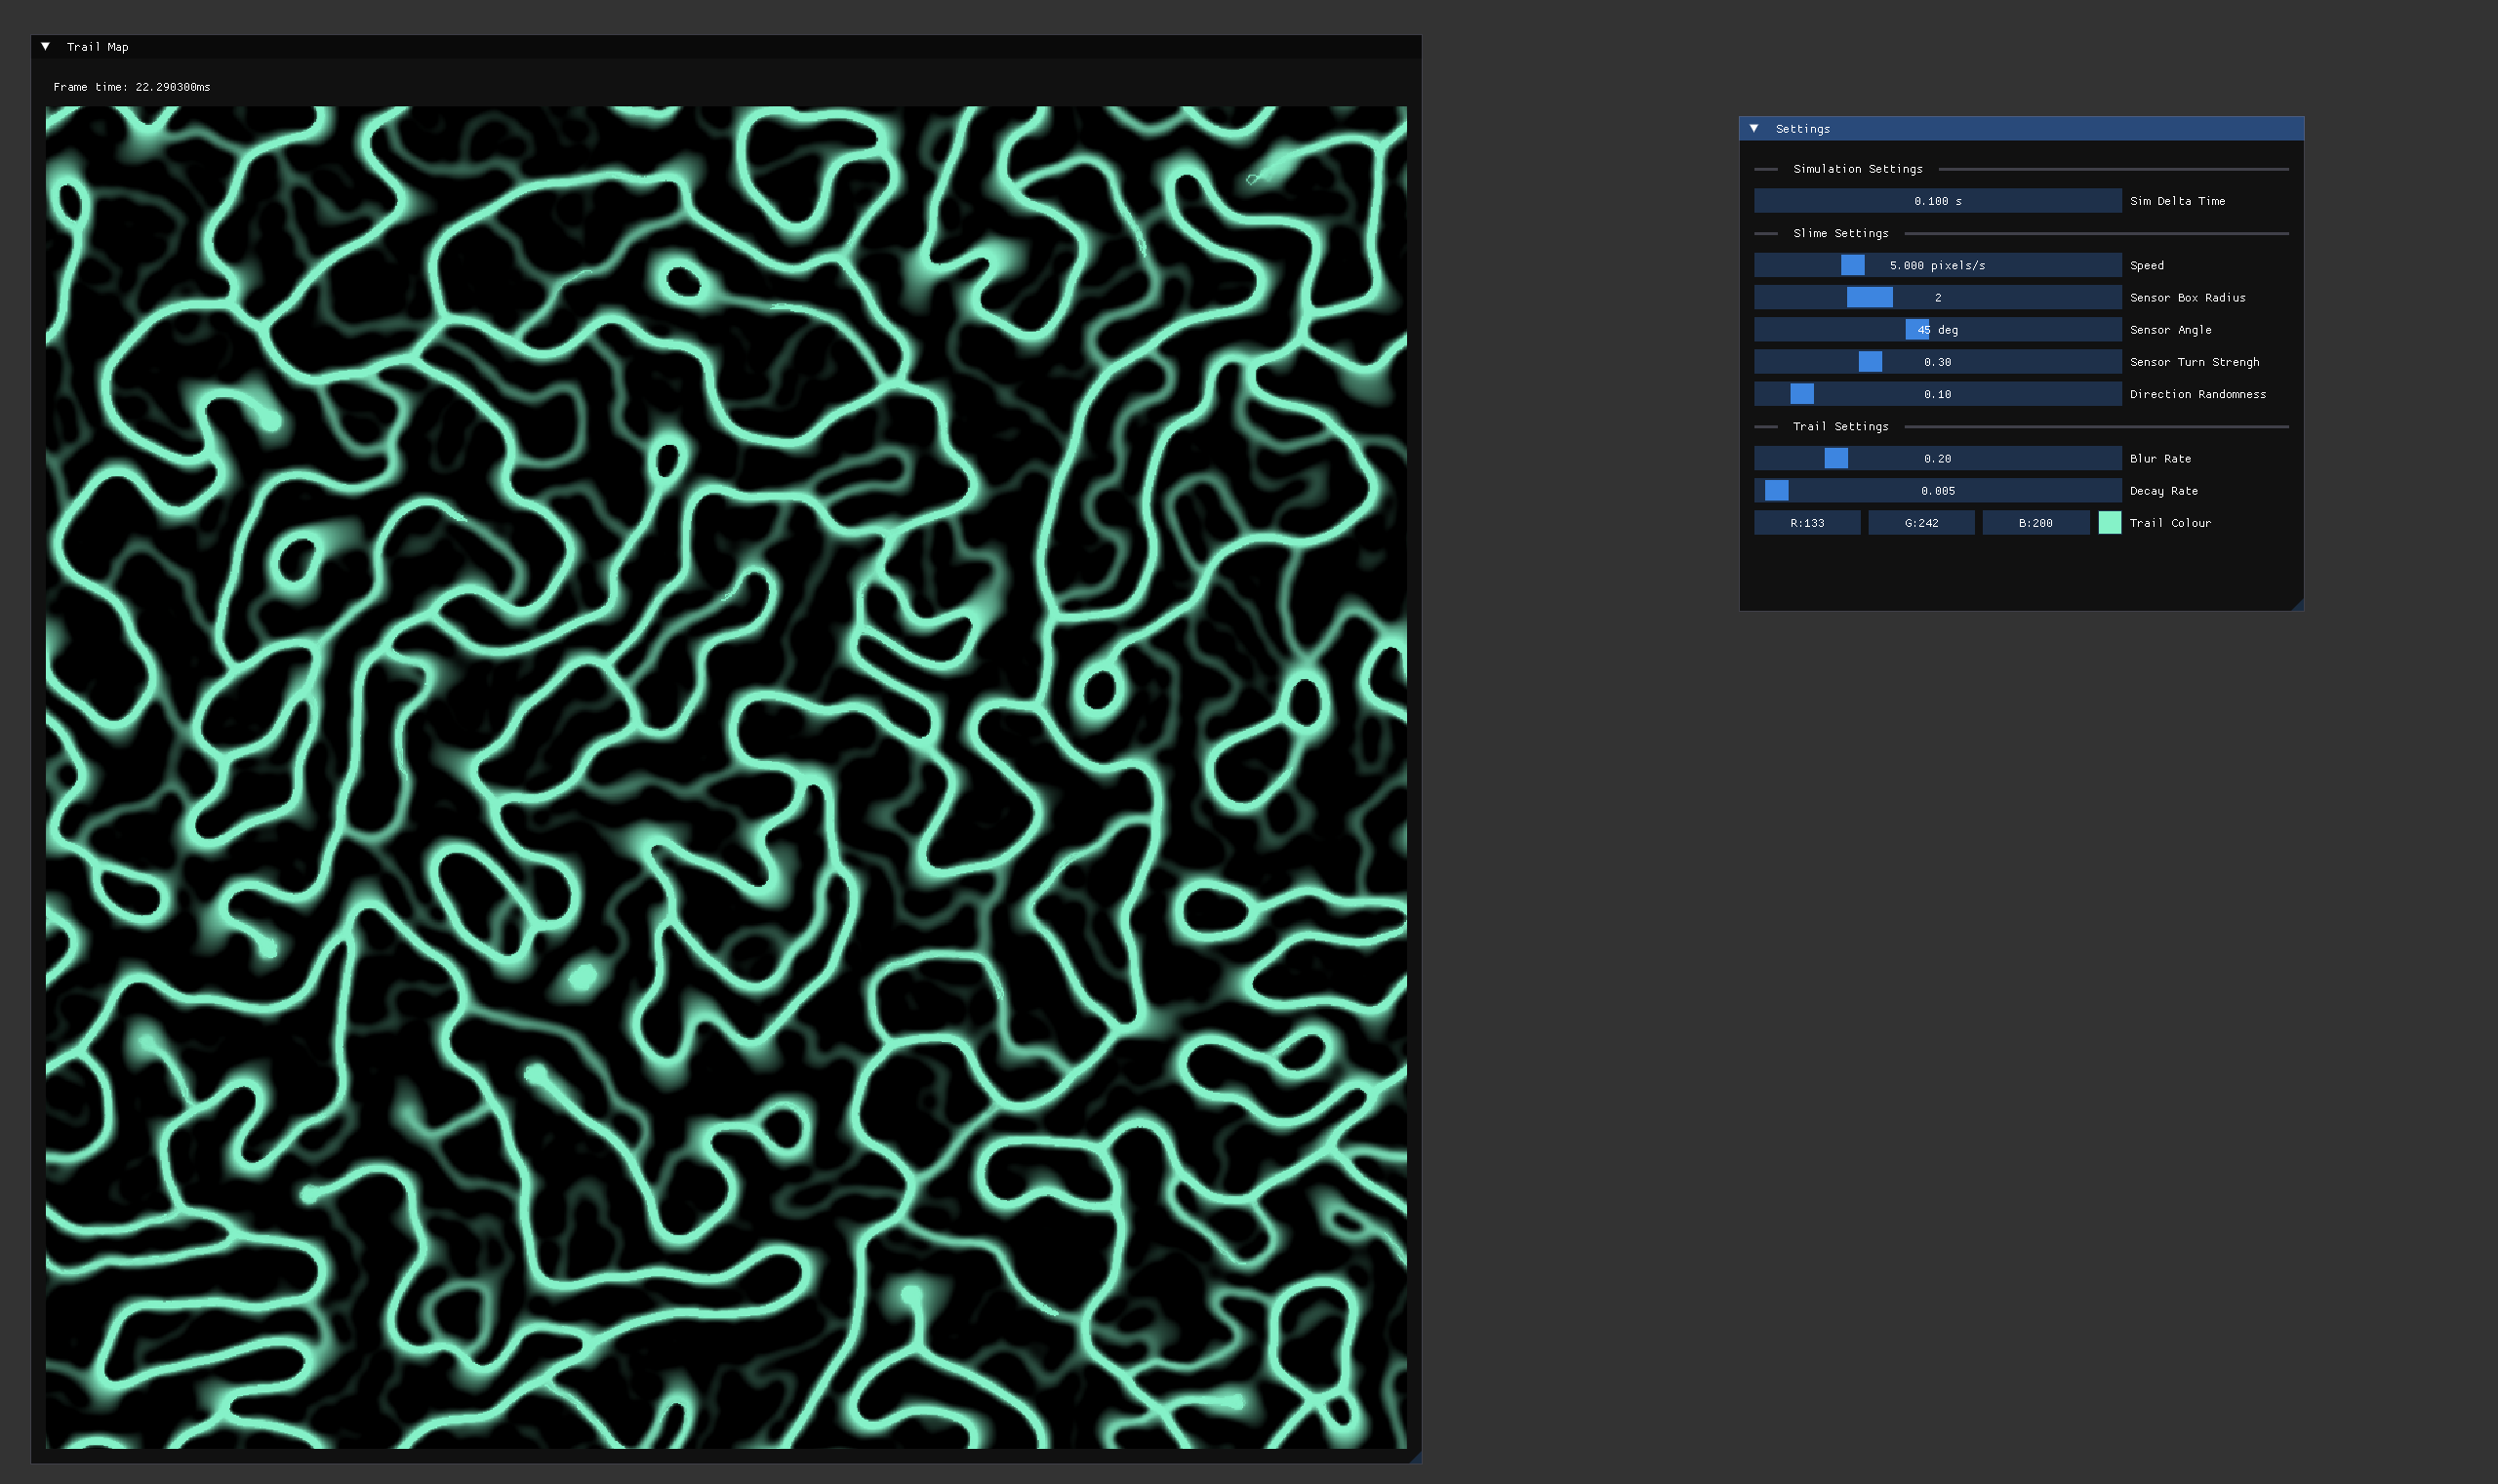 Trail Map
Frame time: 22.290300ms
Settings
Simulation Settings
0.100 s Sim Delta Time
Slime Settings
5.000 pixels/s Speed
2 Sensor Box Radius
45 deg Sensor Angle
0.30 Sensor Turn Strengh
0.10 Direction Randomness
Trail Settings
0.20 Blur Rate
0.005 Decay Rate
R:133 G:242 B:200 Trail Colour